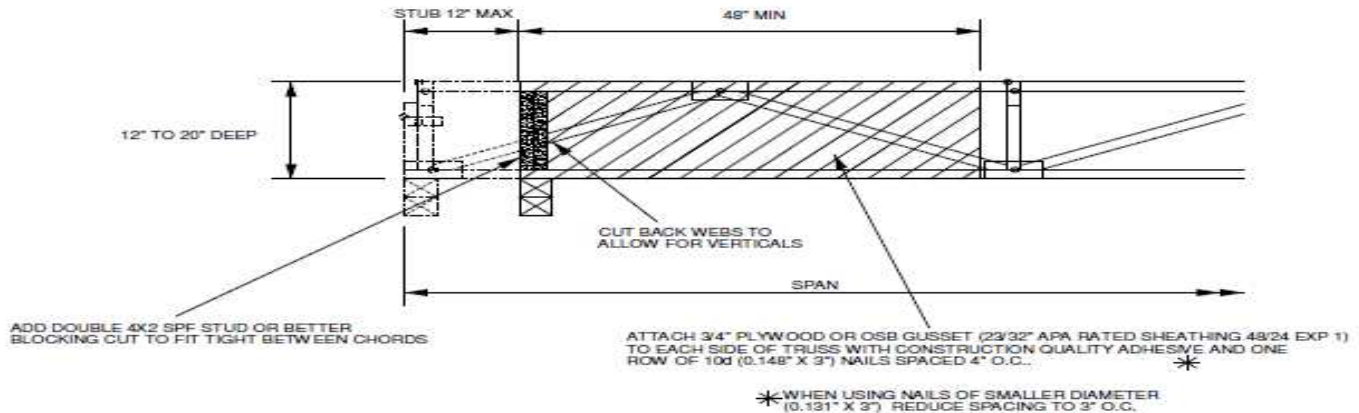 STUB 12" MAX
48" MIN
12" TO 20" DEEP
CUT BACK WEBS TO
ALLOW FOR VERTICALS
SPAN
ADD DOUBLE 4X2 SPF STUD OR BETTER
BLOCKING CUT TO FIT TIGHT BETWEEN CHORDS
ATTACH 3/4" PLYWOOD OR OSB GUSSET (23/32" APA RATED SHEATHING 48/24 EXP 1)
TO EACH SIDE OF TRUSS WITH CONSTRUCTION QUALITY ADHESIVE AND ONE
ROW OF 10d (0.148" X 3") NAILS SPACED 4" O.C..
WHEN USING NAILS OF SMALLER DIAMETER
(0.131" X 3") REDUCE SPACING TO 3" O.C.